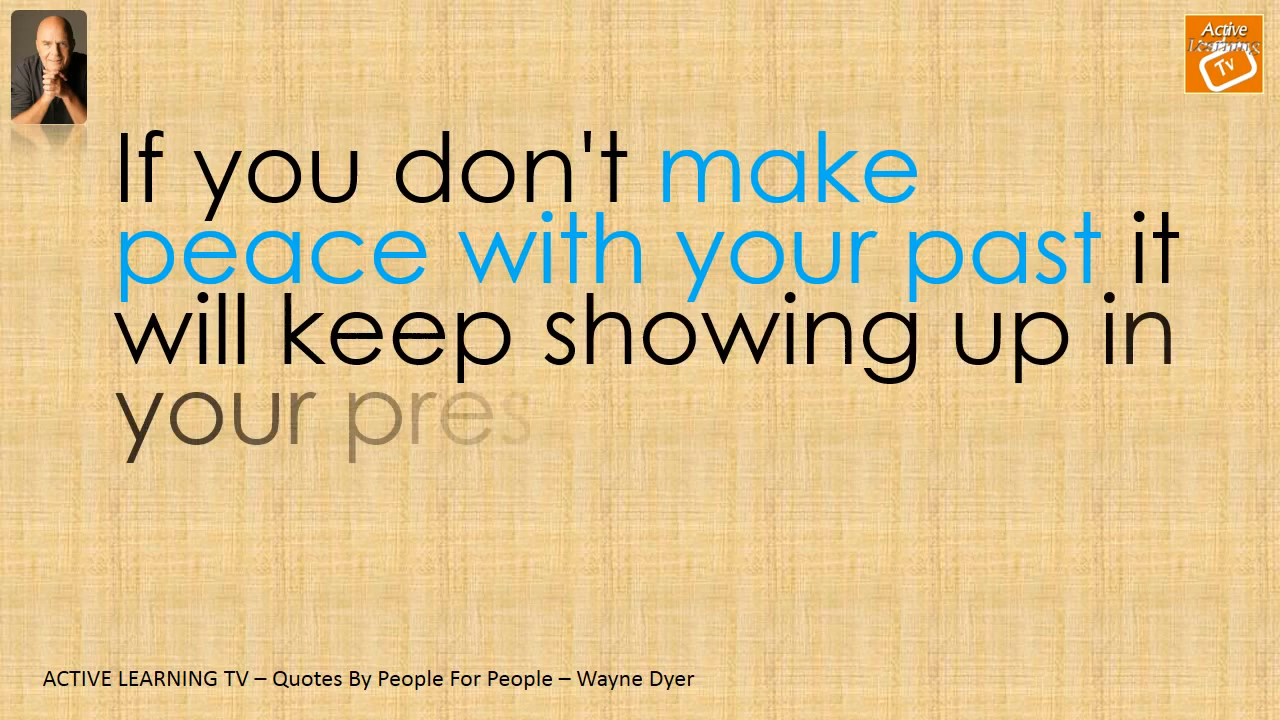 Active
Learning
Tv
If you don't make
peace with your past it
will keep showing up in
your pres
ACTIVE LEARNING TV – Quotes By People For People – Wayne Dyer